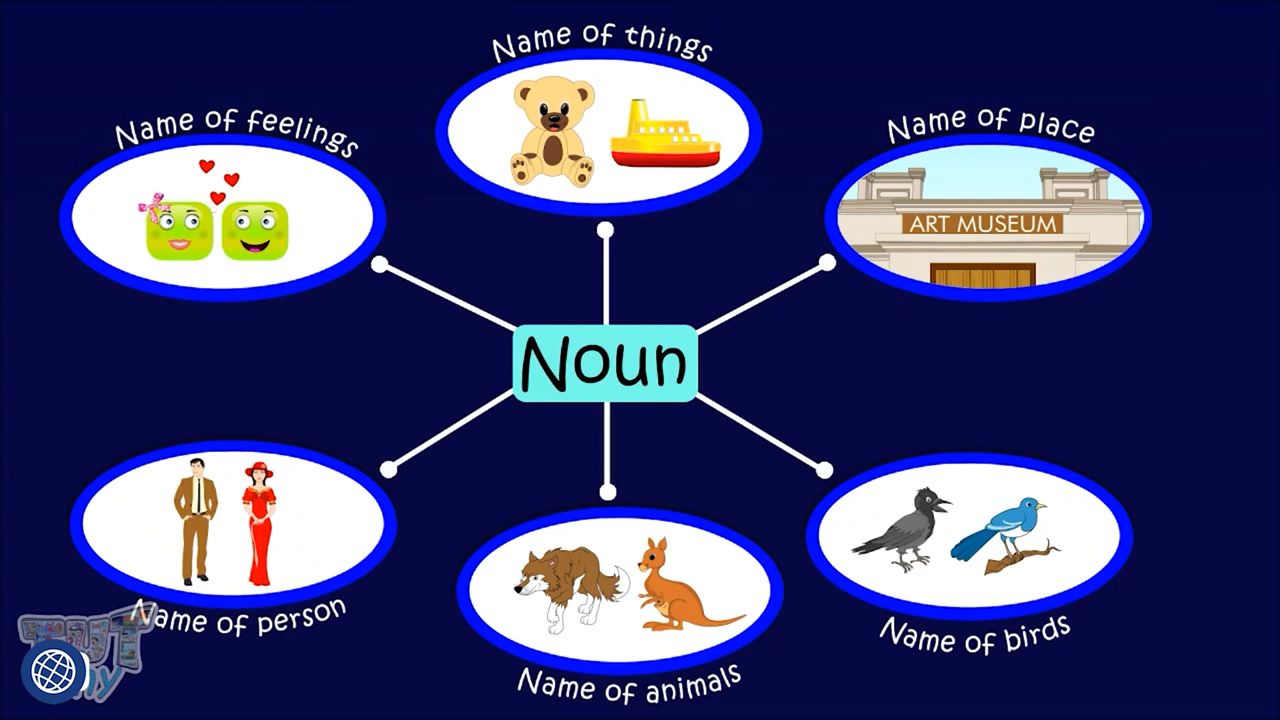 Name of things
Name of feelings
Name of place
ART MUSEUM
Noun
Name of person
Name of birds
Name of animals